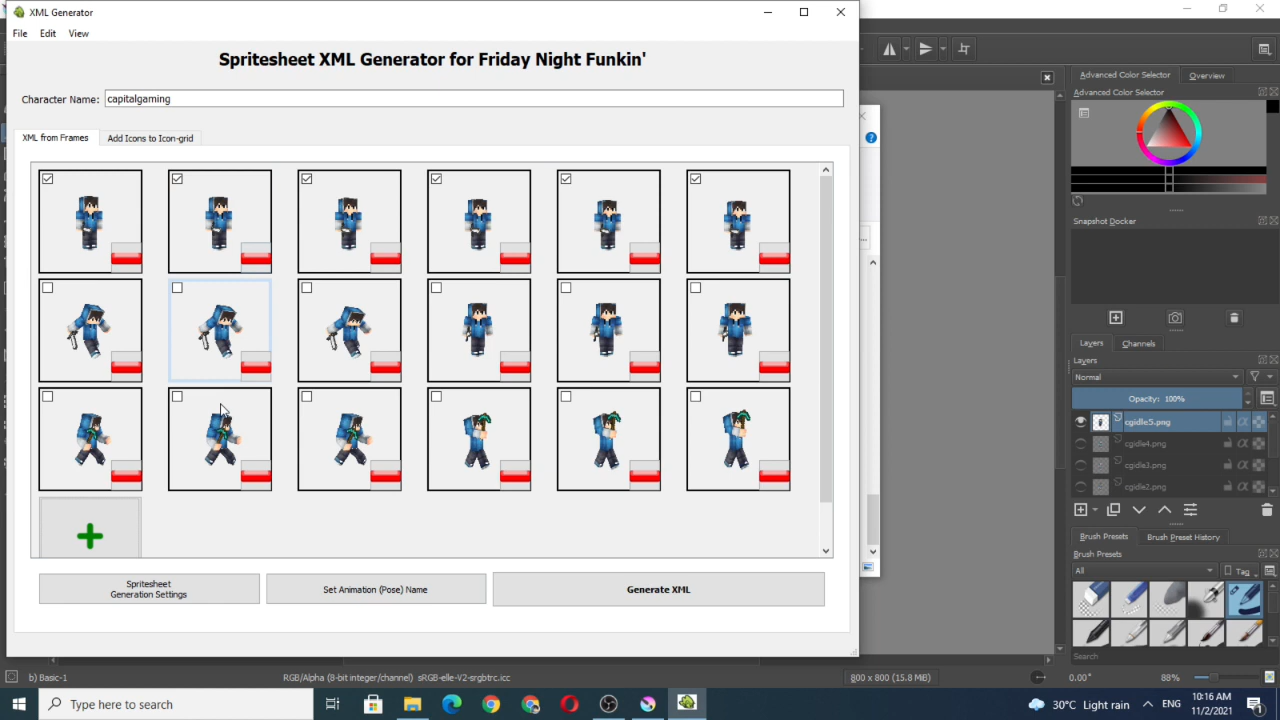 XML Generator
File Edit View
Spritesheet XML Generator for Friday Night Funkin'
Character Name: capitalgaming
XML from Frames
Add Icons to Icon-grid
Spritesheet
Generation Settings
Set Animation (Pose) Name
Generate XML
Advanced Color Selector
Overview
Advanced Color Selector
Snapshot Docker
Layers
Channels
Layers
Normal
Opacity: 100%
cgidle5.png
cgidle4.png
cgidle3.png
cgidle2.png
Brush Presets
Brush Preset History
Brush Presets
All
Tag
Search
b) Basic-1
RGB/Alpha (8-bit integer/channel) sRGB-elle-V2-srgbtrc.icc
800 x 800 (15.8 MiB)
0.00°
88%
Type here to search
30°C Light rain
ENG
10:16 AM
11/2/2021
1